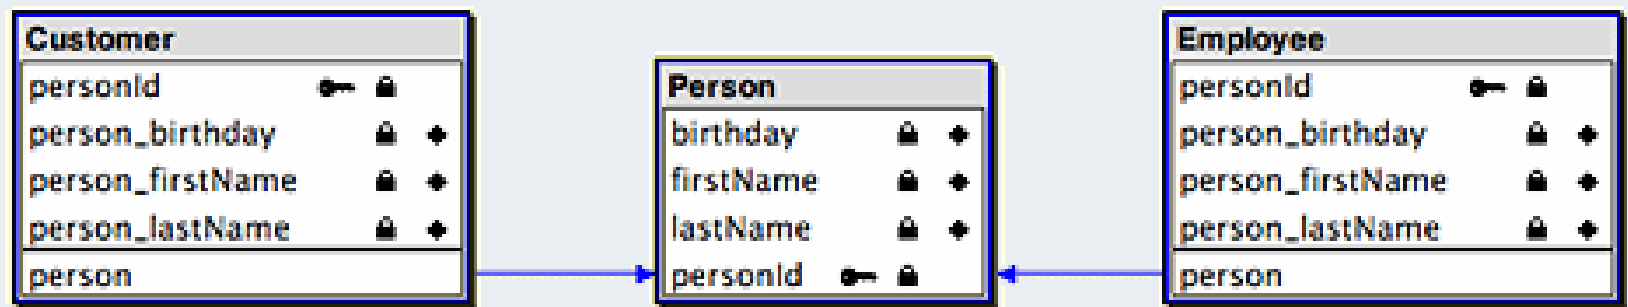 Customer
personId
person_birthday
person_firstName
person_lastName
person
Person
birthday
firstName
lastName
personId
Employee
personId
person_birthday
person_firstName
person_lastName
person